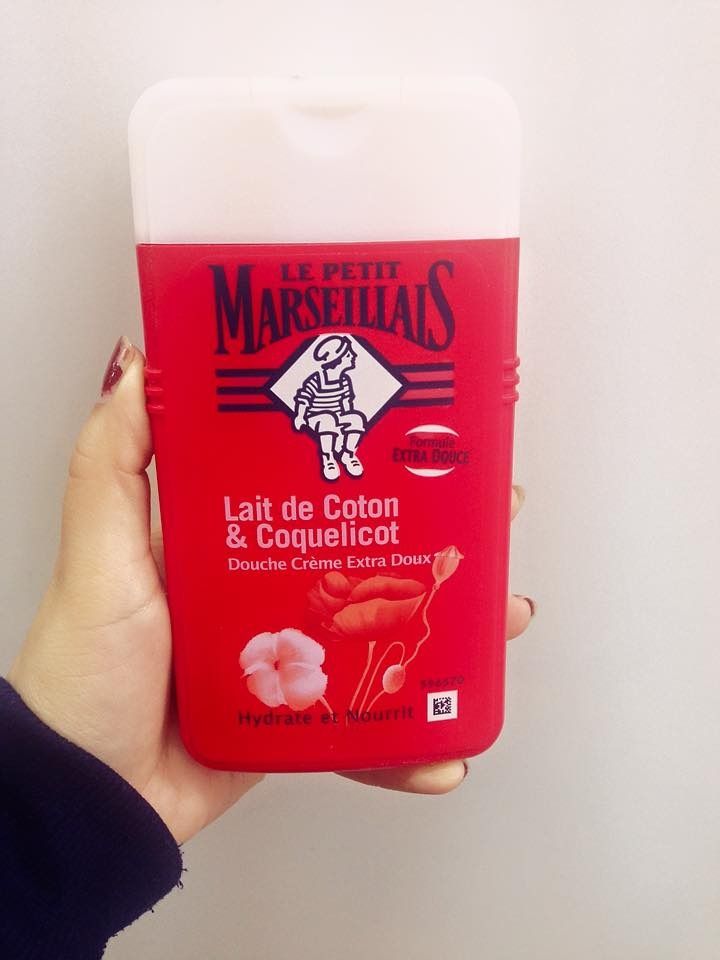 LE PETIT
MARSEILLAIS
Formule
EXTRA DOUCE
Lait de Coton
& Coquelicot
Douche Crème Extra Doux
Hydrate et Nourrit